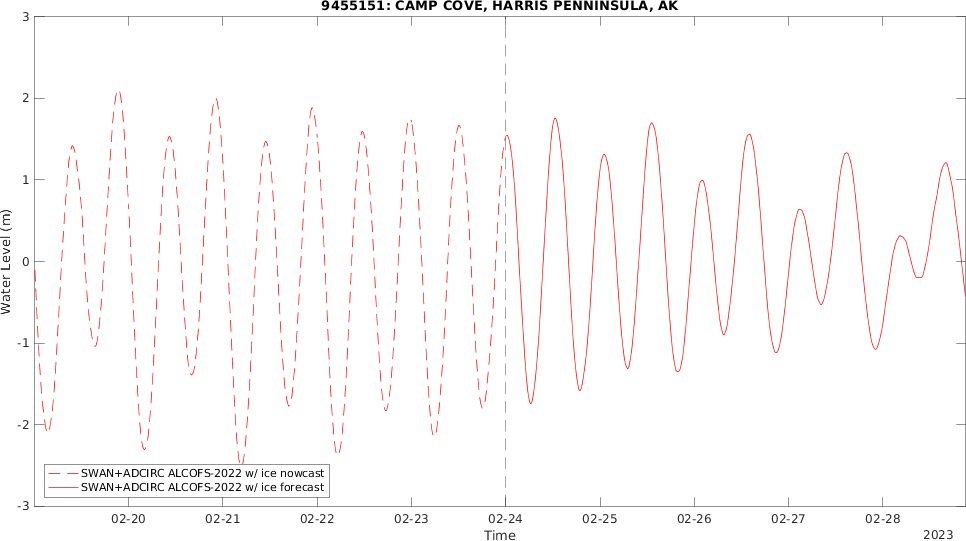 9455151: CAMP COVE, HARRIS PENNINSULA, AK
3
2
1
0
-1
-2
-3
Water Level (m)
SWAN+ADCIRC ALCOFS-2022 w/ ice nowcast
SWAN+ADCIRC ALCOFS-2022 w/ ice forecast
02-20 02-21 02-22 02-23 02-24 02-25 02-26 02-27 02-28
Time
2023